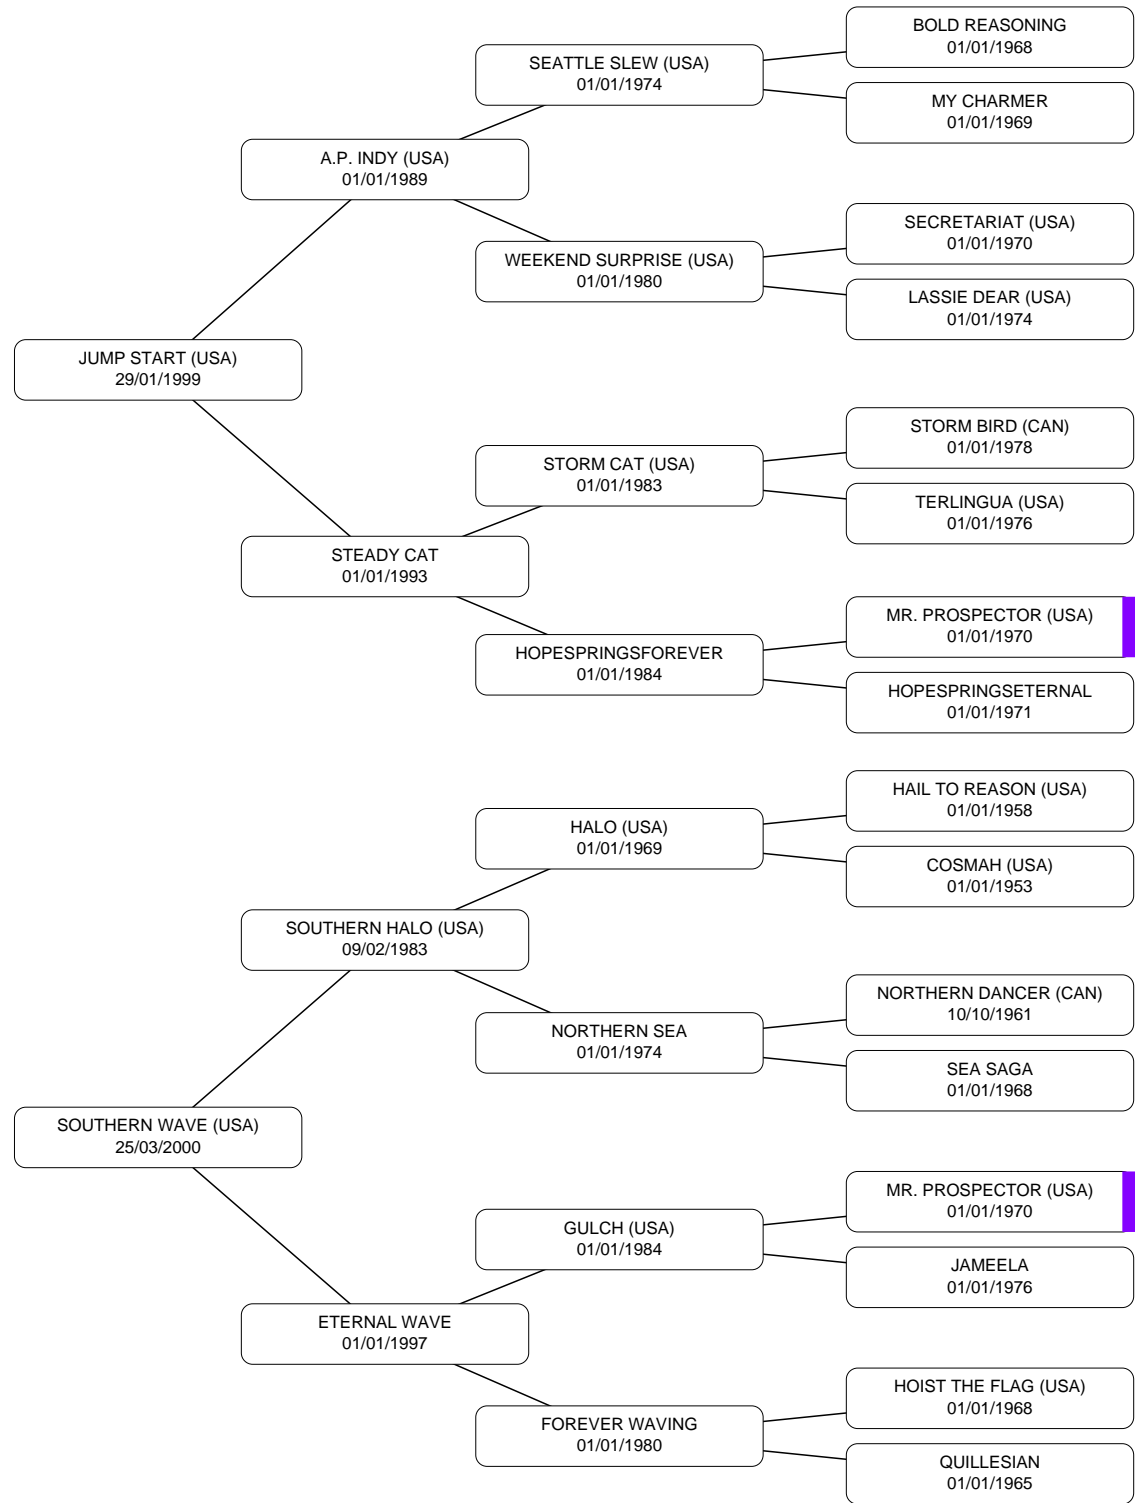 BOLD REASONING
01/01/1968
SEATTLE SLEW (USA)
01/01/1974
MY CHARMER
01/01/1969
A.P. INDY (USA)
01/01/1989
SECRETARIAT (USA)
01/01/1970
WEEKEND SURPRISE (USA)
01/01/1980
LASSIE DEAR (USA)
01/01/1974
JUMP START (USA)
29/01/1999
STORM BIRD (CAN)
01/01/1978
STORM CAT (USA)
01/01/1983
TERLINGUA (USA)
01/01/1976
STEADY CAT
01/01/1993
MR. PROSPECTOR (USA)
01/01/1970
HOPESPRINGSFOREVER
01/01/1984
HOPESPRINGSETERNAL
01/01/1971
HAIL TO REASON (USA)
01/01/1958
HALO (USA)
01/01/1969
COSMAH (USA)
01/01/1953
SOUTHERN HALO (USA)
09/02/1983
NORTHERN DANCER (CAN)
10/10/1961
NORTHERN SEA
01/01/1974
SEA SAGA
01/01/1968
SOUTHERN WAVE (USA)
25/03/2000
MR. PROSPECTOR (USA)
01/01/1970
GULCH (USA)
01/01/1984
JAMEELA
01/01/1976
ETERNAL WAVE
01/01/1997
HOIST THE FLAG (USA)
01/01/1968
FOREVER WAVING
01/01/1980
QUILLESIAN
01/01/1965